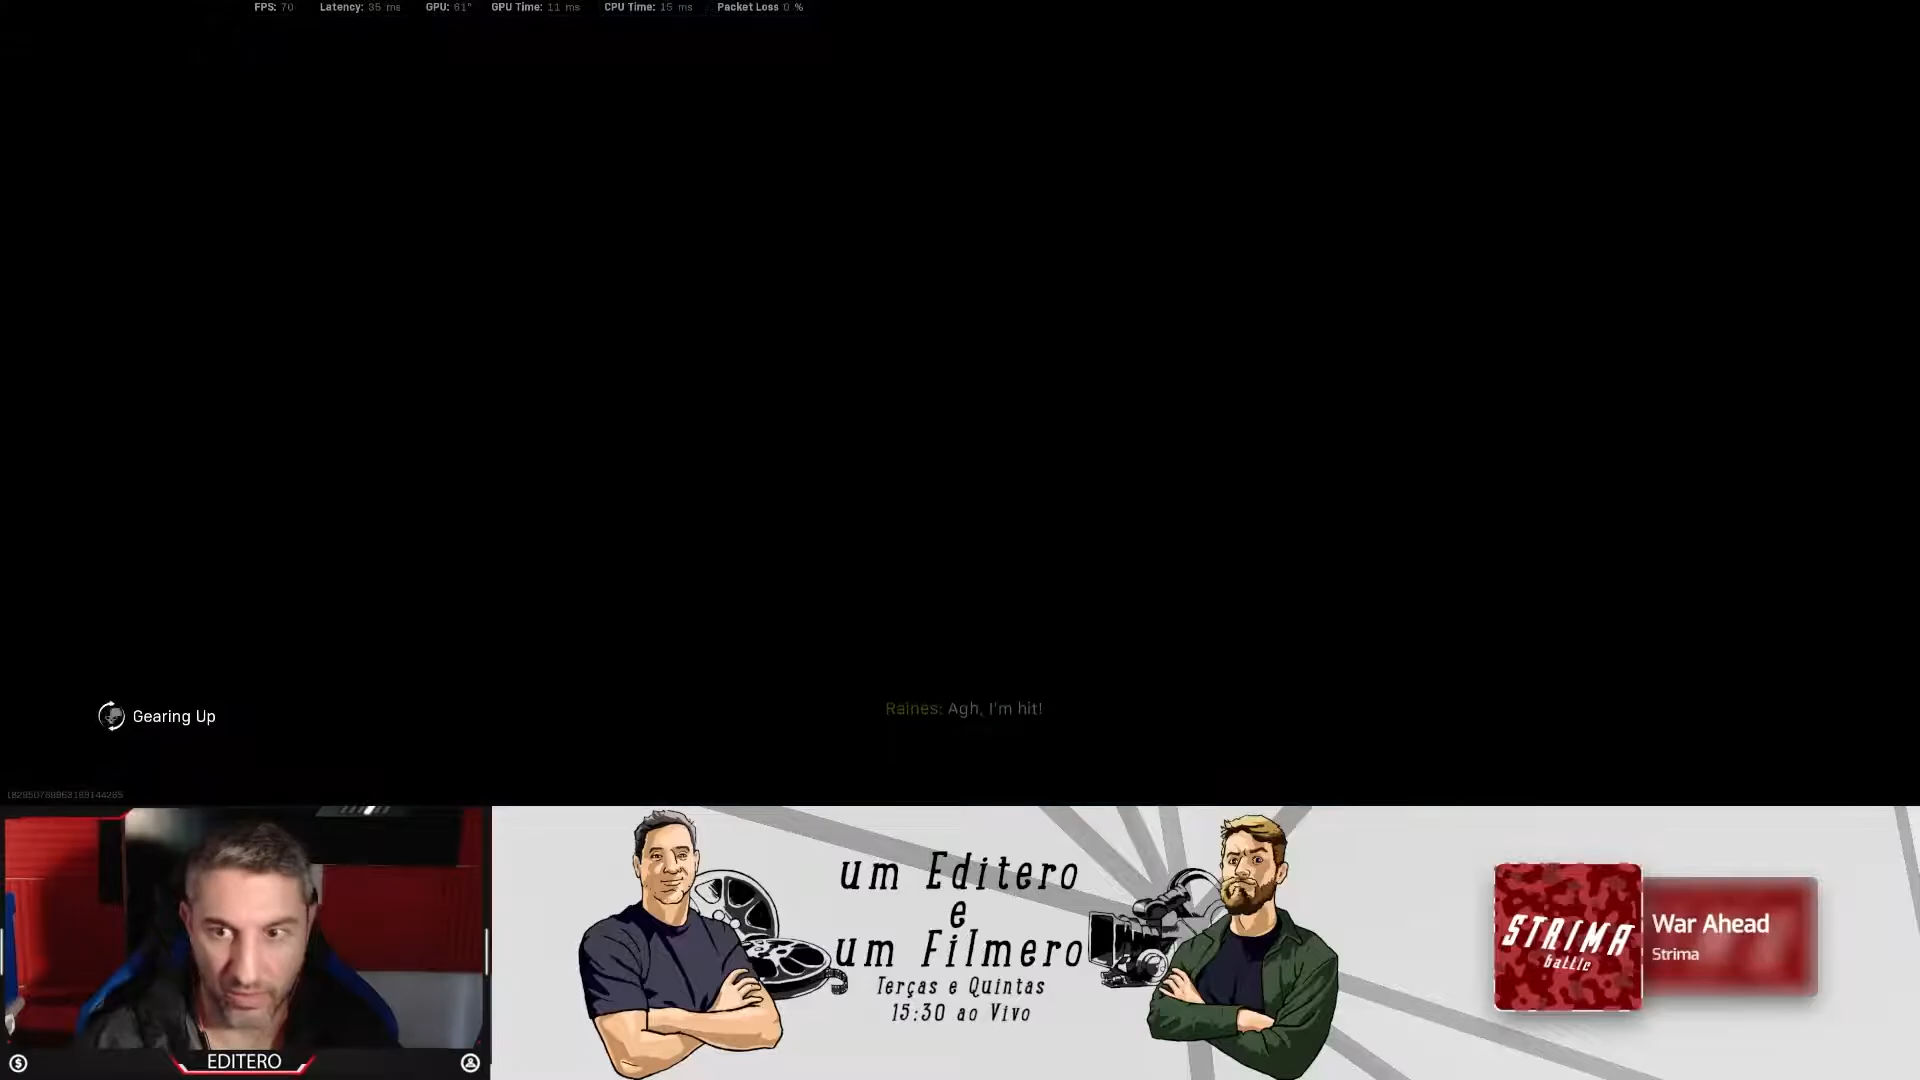 FPS: 70 Latency: 35 ms GPU: 61° GPU Time: 11 ms CPU Time: 15 ms Packet Loss 0 %
Gearing Up
Raines: Agh, I'm hit!
um Editero
e
um Filmero
Terças e Quintas
15:30 ao Vivo
STRIMA
battle
War Ahead
Strima
EDITERO